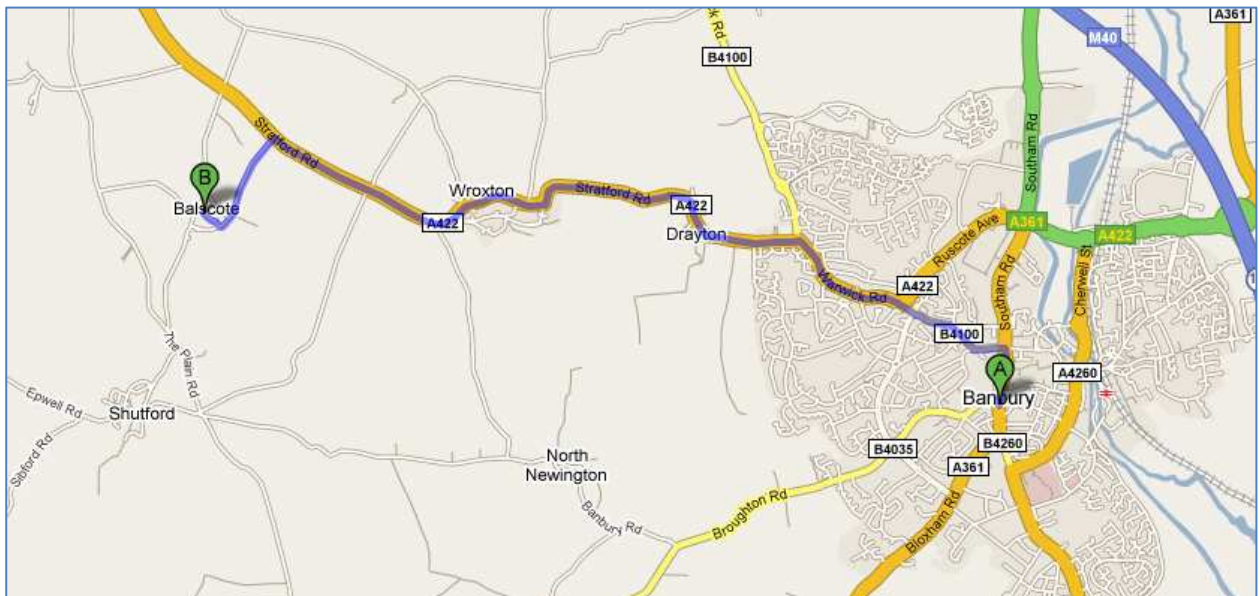 A361
M40
ck Rd
B4100
Southam Rd
Stratford Rd
B
Balscote
Wroxton
Stratford Rd
A422
A422
Drayton
Ruscote Ave
A361
A422
Southam Rd
Cherwell St
Warwick Rd
A422
B4100
The Plain Rd
A
Banbury
A4260
Epwell Rd
Shutford
Sibford Rd
B4035
B4260
A361
North
Newington
Banbury Rd
Broughton Rd
Bloxham Rd